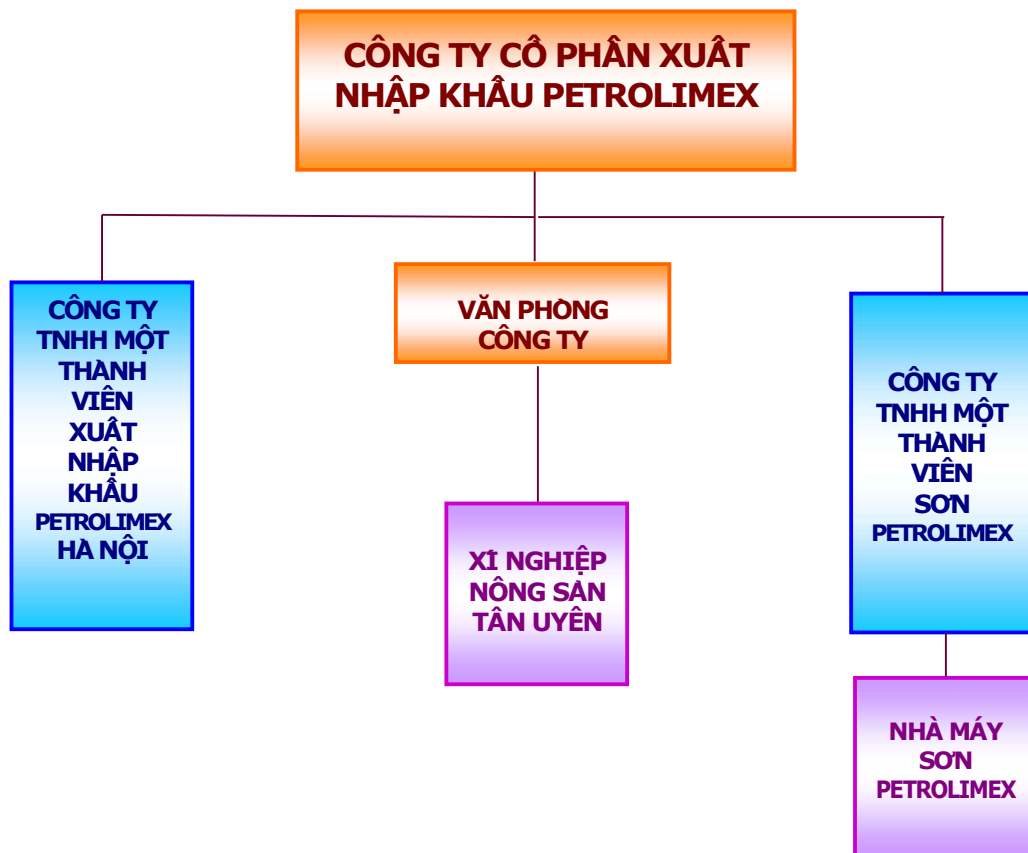 CÔNG TY CỔ PHẦN XUẤT
NHẬP KHẨU PETROLIMEX
CÔNG TY
TNHH MỘT
THÀNH
VIÊN
XUẤT
NHẬP
KHẨU
PETROLIMEX
HÀ NỘI
VĂN PHÒNG
CÔNG TY
CÔNG TY
TNHH MỘT
THÀNH
VIÊN
SƠN
PETROLIMEX
XÍ NGHIỆP
NÔNG SẢN
TÂN UYÊN
NHÀ MÁY
SƠN
PETROLIMEX